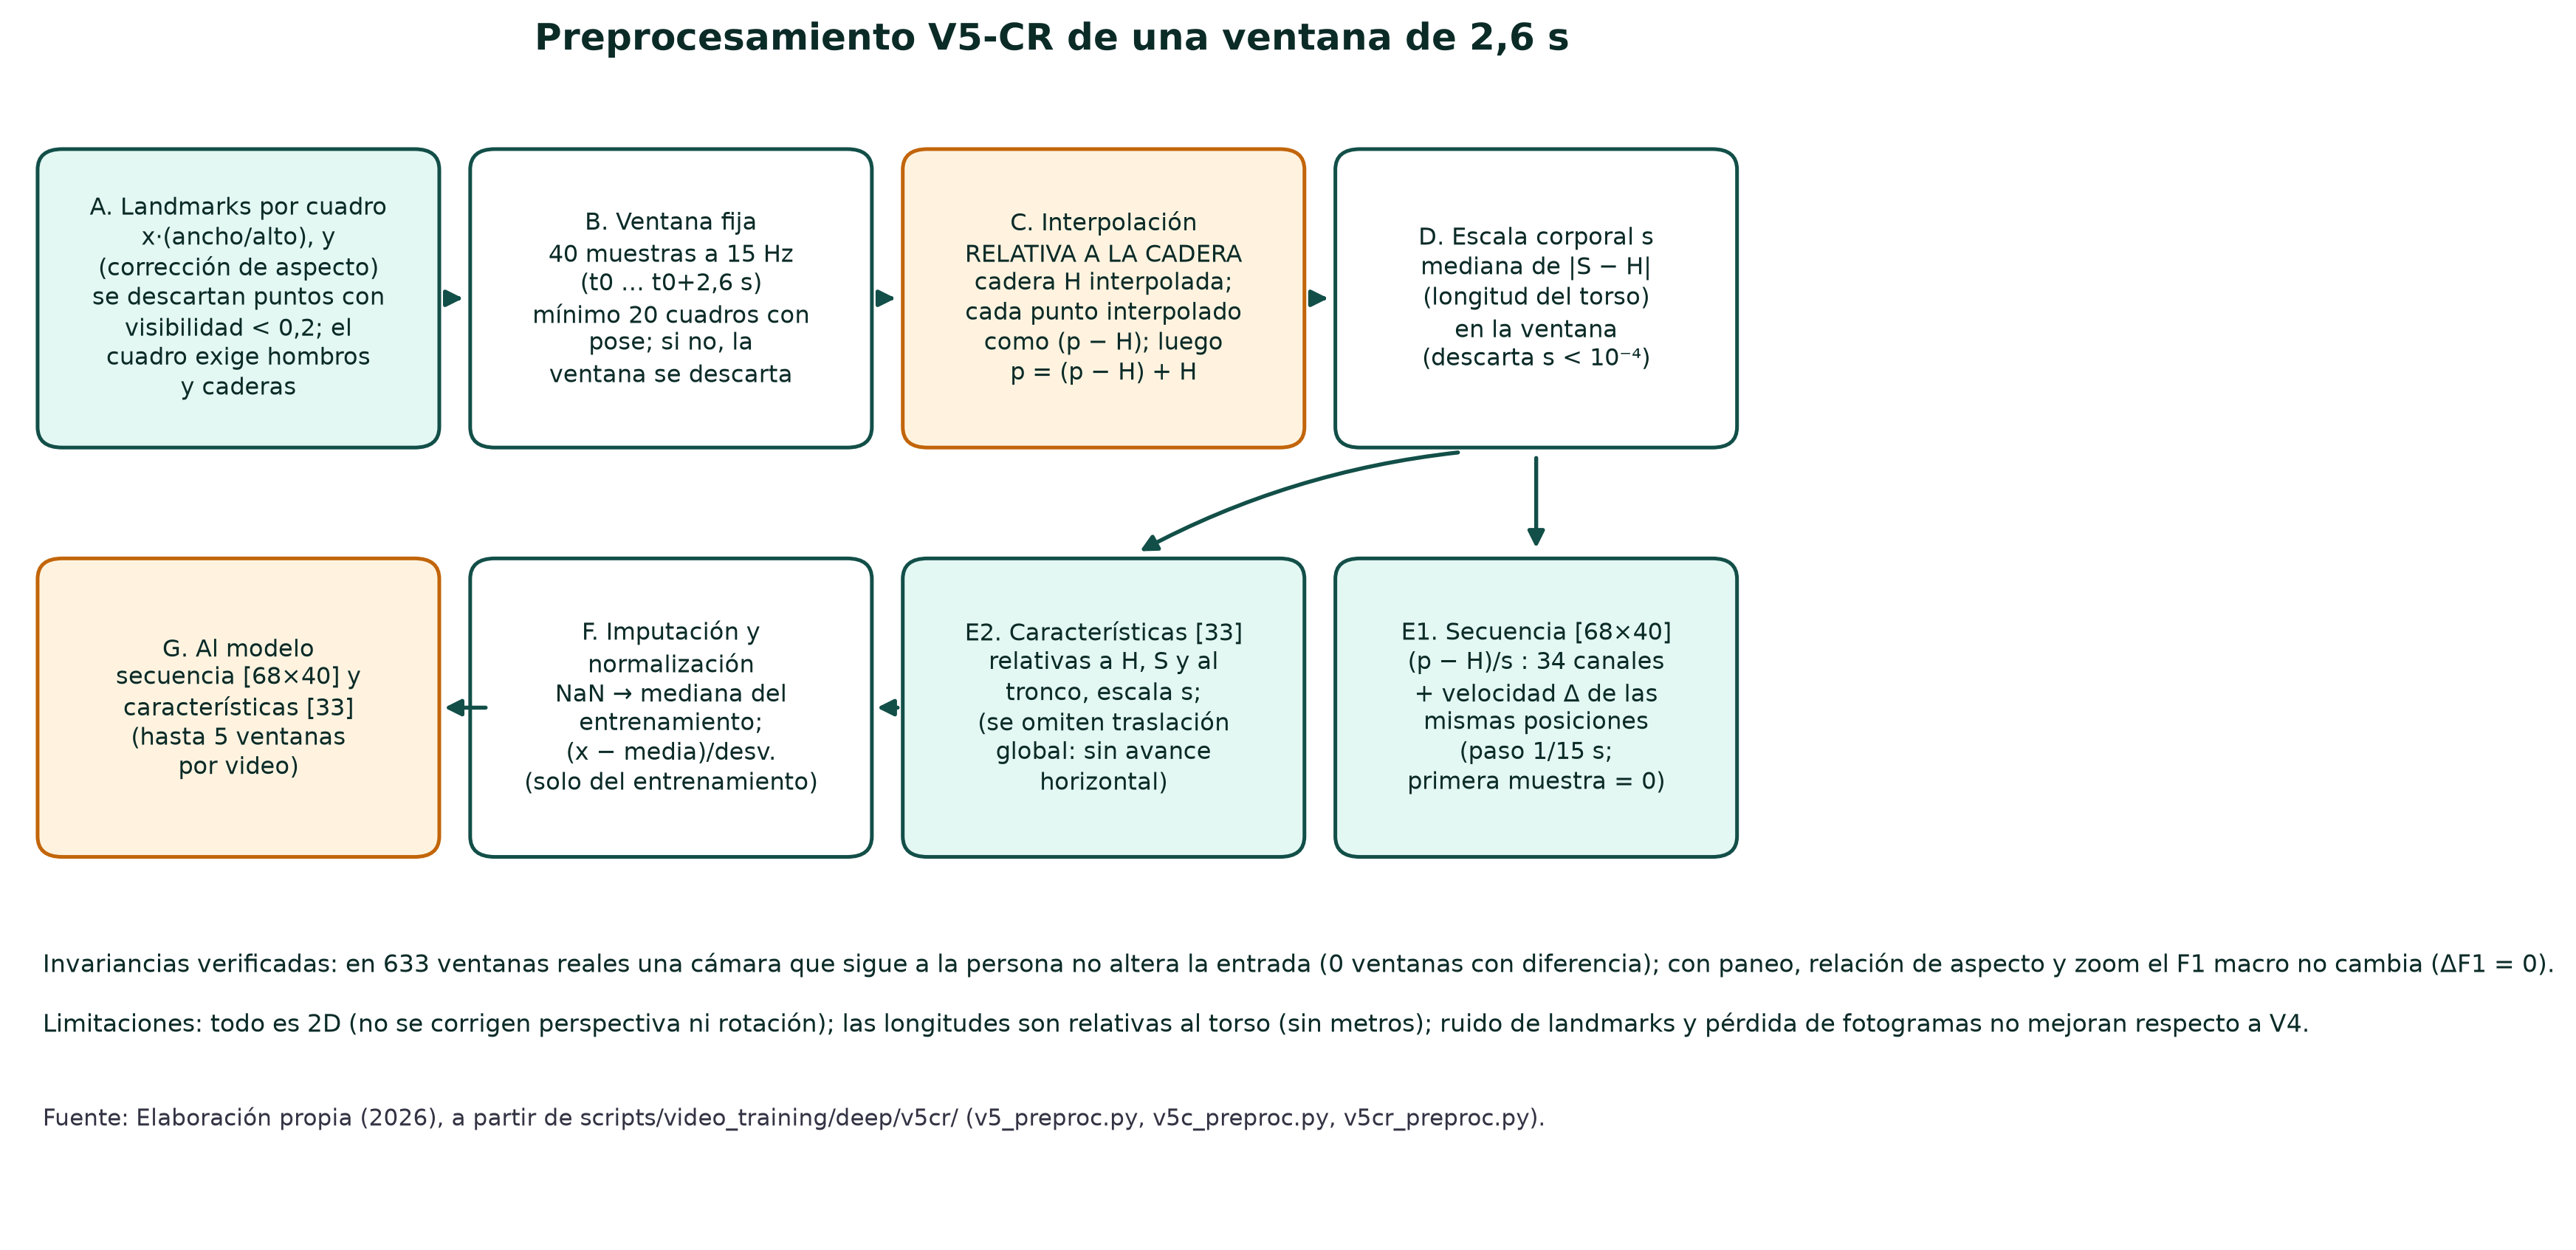 Preprocesamiento V5-CR de una ventana de 2,6 s
A. Landmarks por cuadro
x·(ancho/alto), y
(corrección de aspecto)
se descartan puntos con
visibilidad < 0,2; el
cuadro exige hombros
y caderas
B. Ventana fija
40 muestras a 15 Hz
(t0 … t0+2,6 s)
mínimo 20 cuadros con
pose; si no, la
ventana se descarta
C. Interpolación
RELATIVA A LA CADERA
cadera H interpolada;
cada punto interpolado
como (p − H); luego
p = (p − H) + H
D. Escala corporal s
mediana de |S − H|
(longitud del torso)
en la ventana
(descarta s < 10⁻⁴)
G. Al modelo
secuencia [68×40] y
características [33]
(hasta 5 ventanas
por video)
F. Imputación y
normalización
NaN → mediana del
entrenamiento;
(x − media)/desv.
(solo del entrenamiento)
E2. Características [33]
relativas a H, S y al
tronco, escala s;
(se omiten traslación
global: sin avance
horizontal)
E1. Secuencia [68×40]
(p − H)/s : 34 canales
+ velocidad Δ de las
mismas posiciones
(paso 1/15 s;
primera muestra = 0)
Invariancias verificadas: en 633 ventanas reales una cámara que sigue a la persona no altera la entrada (0 ventanas con diferencia); con paneo, relación de aspecto y zoom el F1 macro no cambia (ΔF1 = 0).
Limitaciones: todo es 2D (no se corrigen perspectiva ni rotación); las longitudes son relativas al torso (sin metros); ruido de landmarks y pérdida de fotogramas no mejoran respecto a V4.
Fuente: Elaboración propia (2026), a partir de scripts/video_training/deep/v5cr/ (v5_preproc.py, v5c_preproc.py, v5cr_preproc.py).